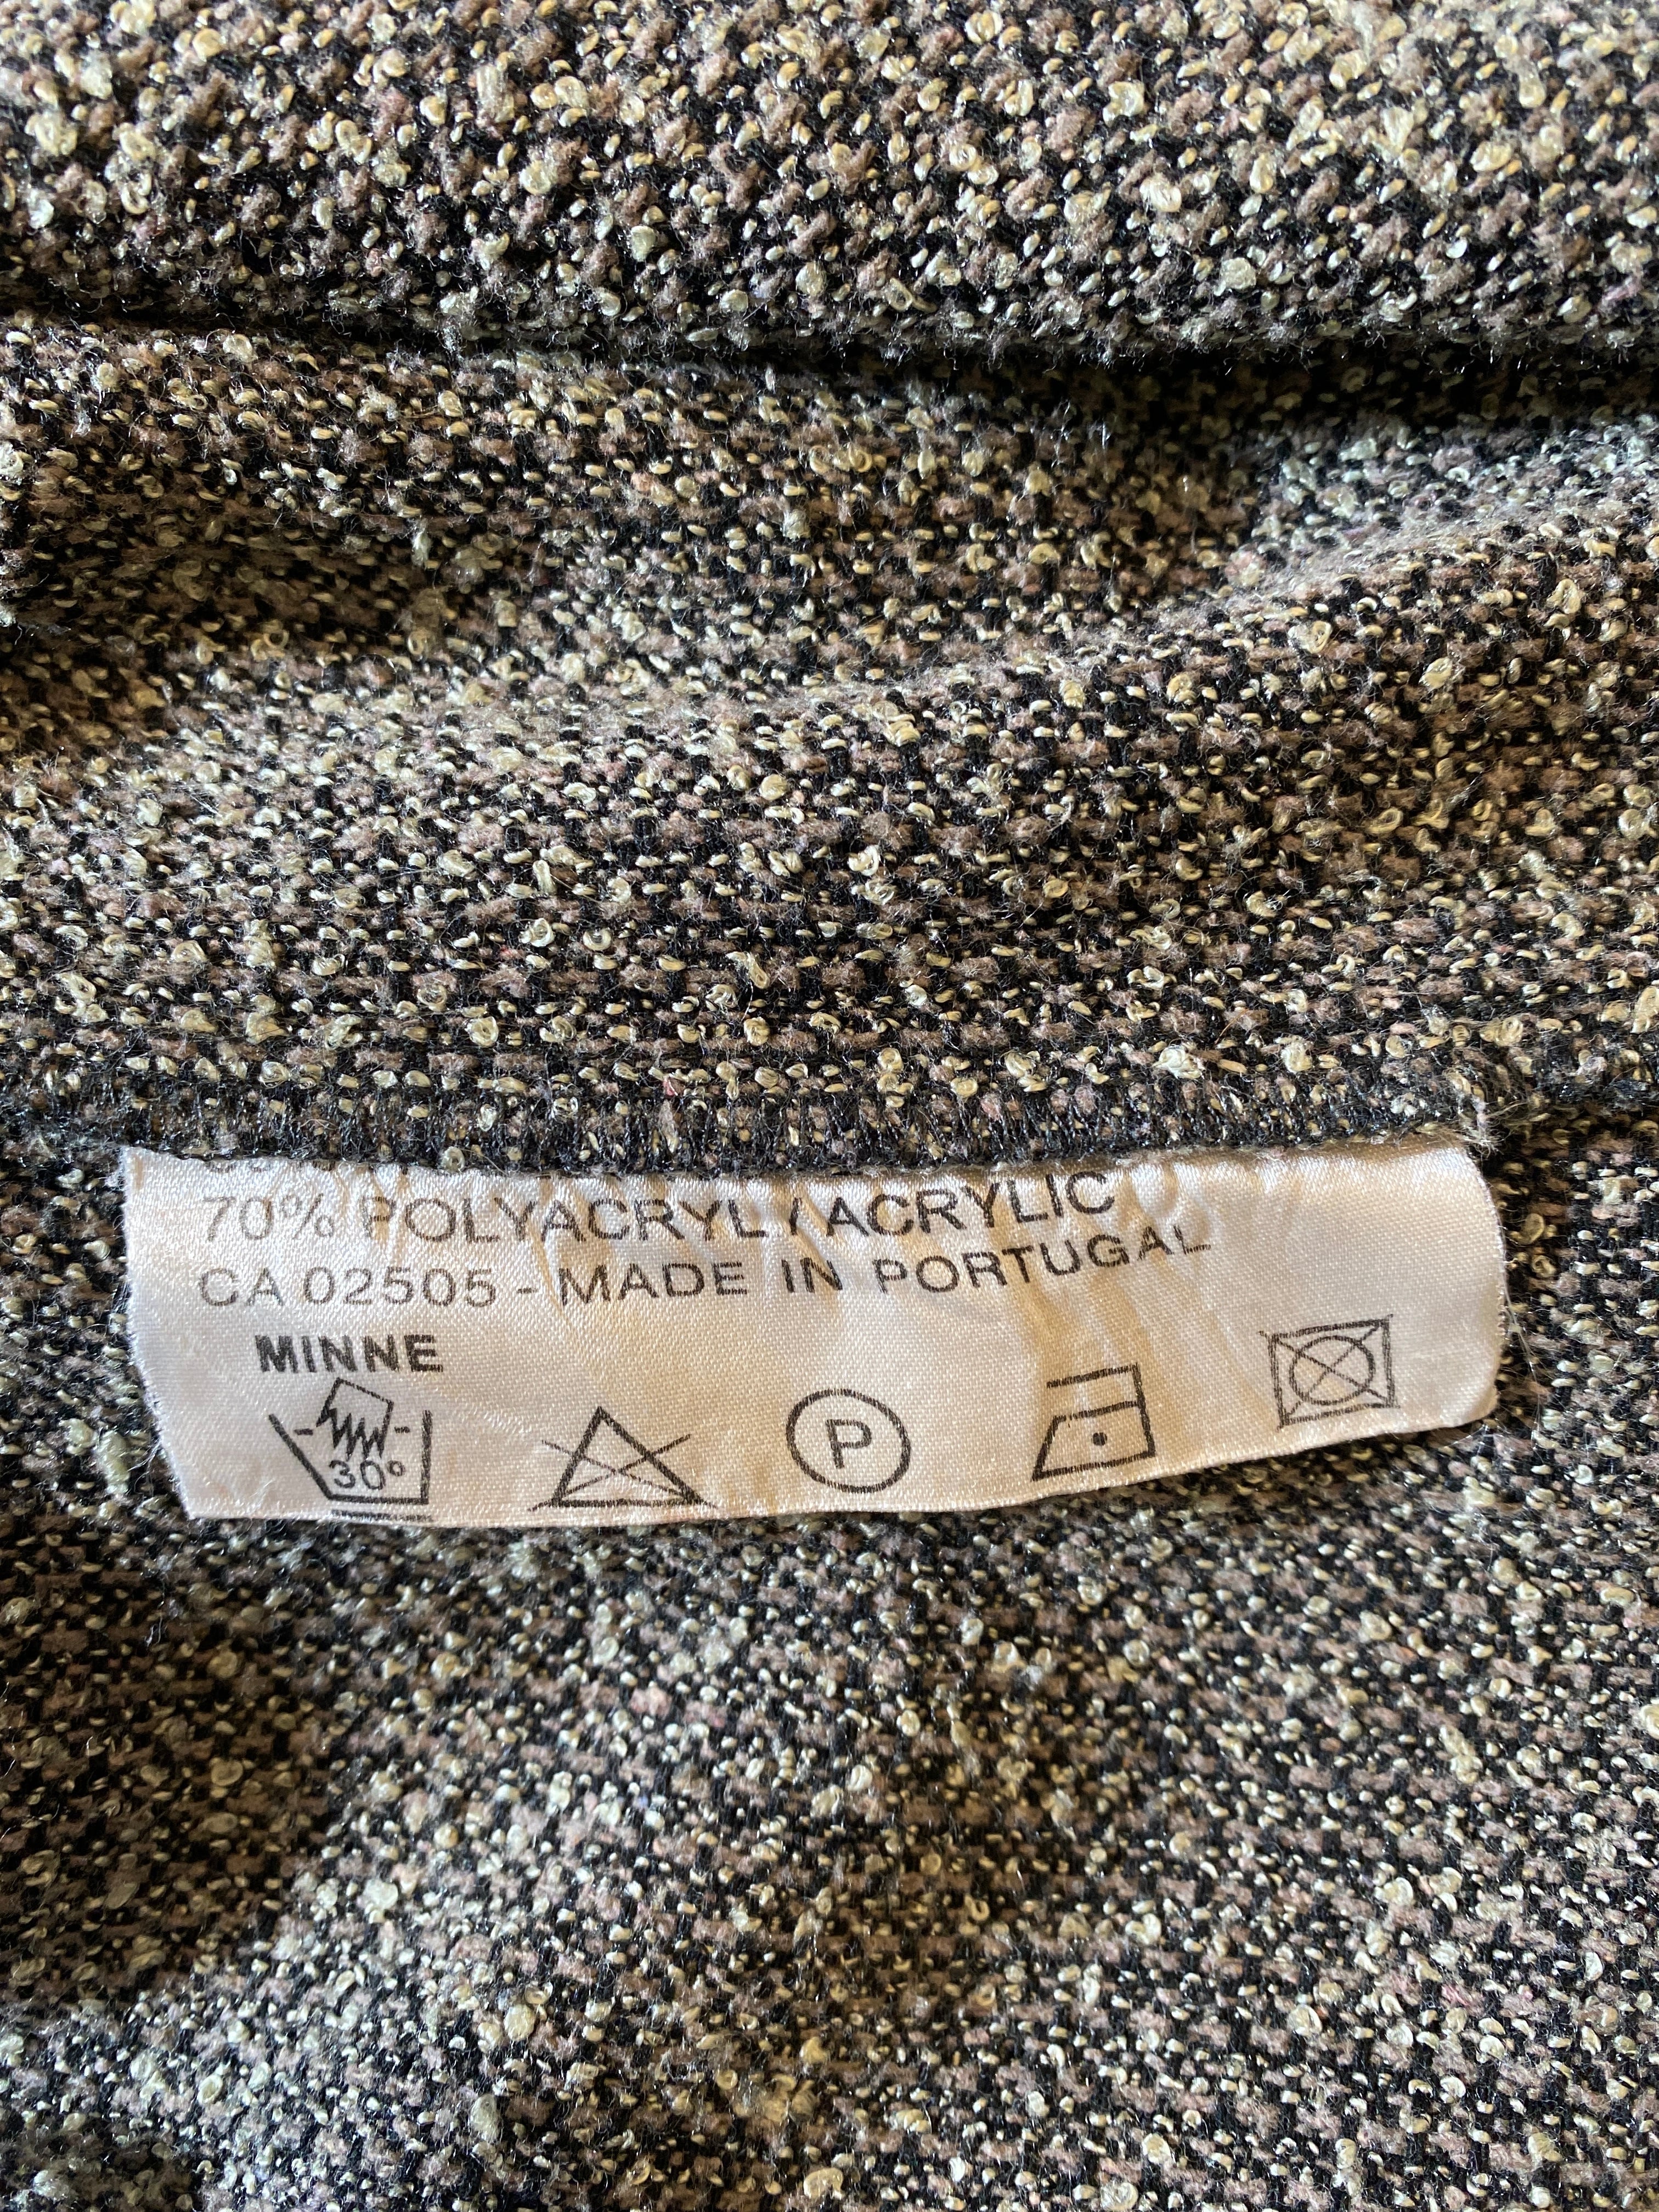 70% POLYACRYL / ACRYLIC
CA 02505 - MADE IN PORTUGAL
MINNE
30°
P